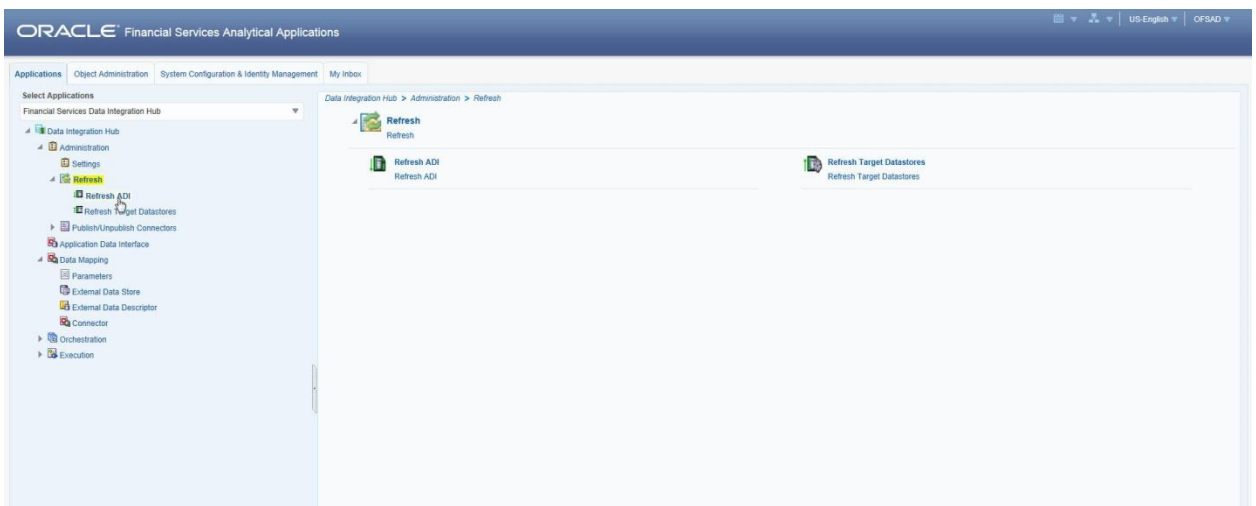 ORACLE® Financial Services Analytical Applications
US-English
OFSAD
Applications Object Administration System Configuration & Identity Management My Inbox
Select Applications
Financial Services Data Integration Hub
Data Integration Hub
Administration
Settings
Refresh
Refresh ADI
Refresh Target Datastores
Publish/Unpublish Connectors
Application Data Interface
Data Mapping
Parameters
External Data Store
External Data Descriptor
Connector
Orchestration
Execution
Data Integration Hub > Administration > Refresh
Refresh
Refresh
Refresh ADI
Refresh ADI
Refresh Target Datastores
Refresh Target Datastores